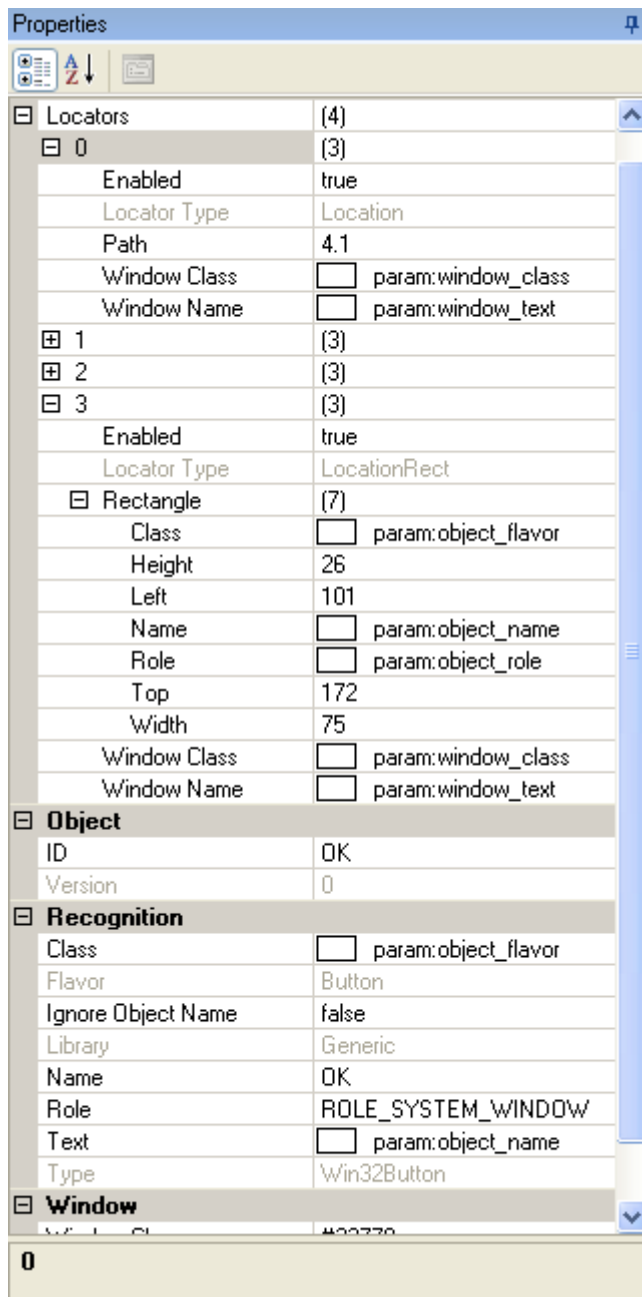 Properties
A
Z
Locators (4)
0 (3)
Enabled true
Locator Type Location
Path 4.1
Window Class param:window_class
Window Name param:window_text
1 (3)
2 (3)
3 (3)
Enabled true
Locator Type LocationRect
Rectangle (7)
Class param:object_flavor
Height 26
Left 101
Name param:object_name
Role param:object_role
Top 172
Width 75
Window Class param:window_class
Window Name param:window_text
Object
ID OK
Version 0
Recognition
Class param:object_flavor
Flavor Button
Ignore Object Name false
Library Generic
Name OK
Role ROLE_SYSTEM_WINDOW
Text param:object_name
Type Win32Button
Window
0